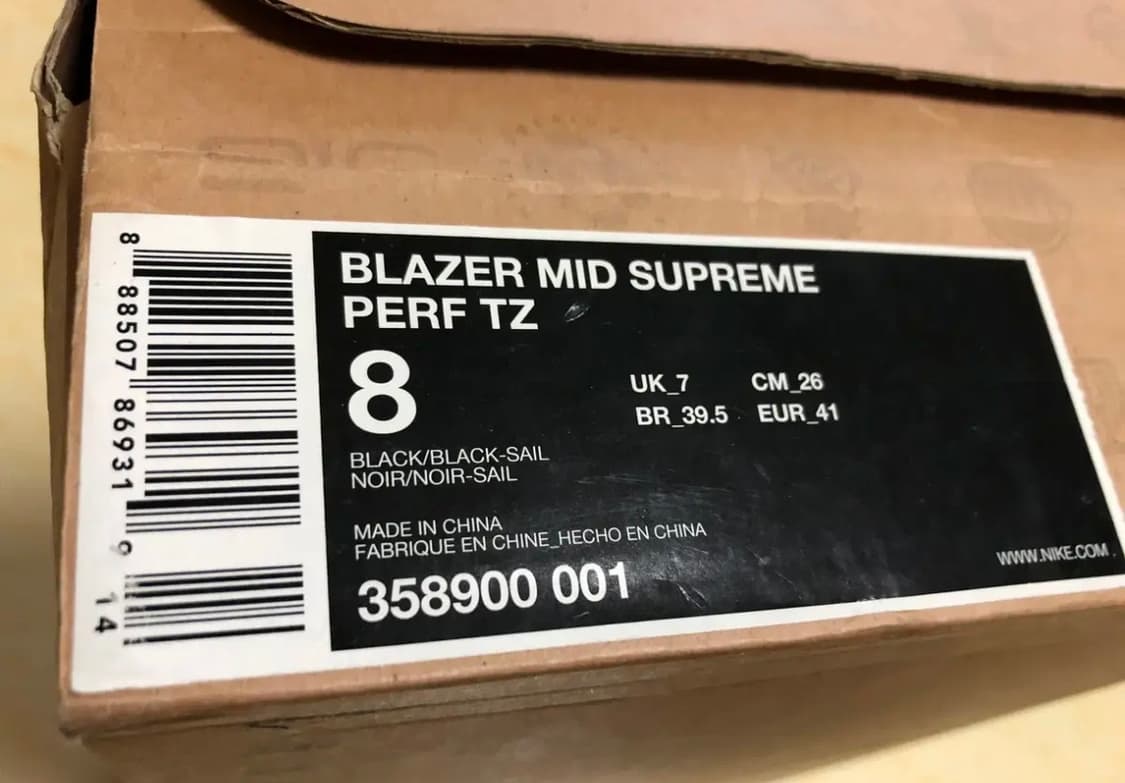 8 88507 86931 9
14
BLAZER MID SUPREME
PERF TZ
8
UK_7 CM_26
BR_39.5 EUR_41
BLACK/BLACK-SAIL
NOIR/NOIR-SAIL
MADE IN CHINA
FABRIQUE EN CHINE_HECHO EN CHINA
358900 001
WWW.NIKE.COM